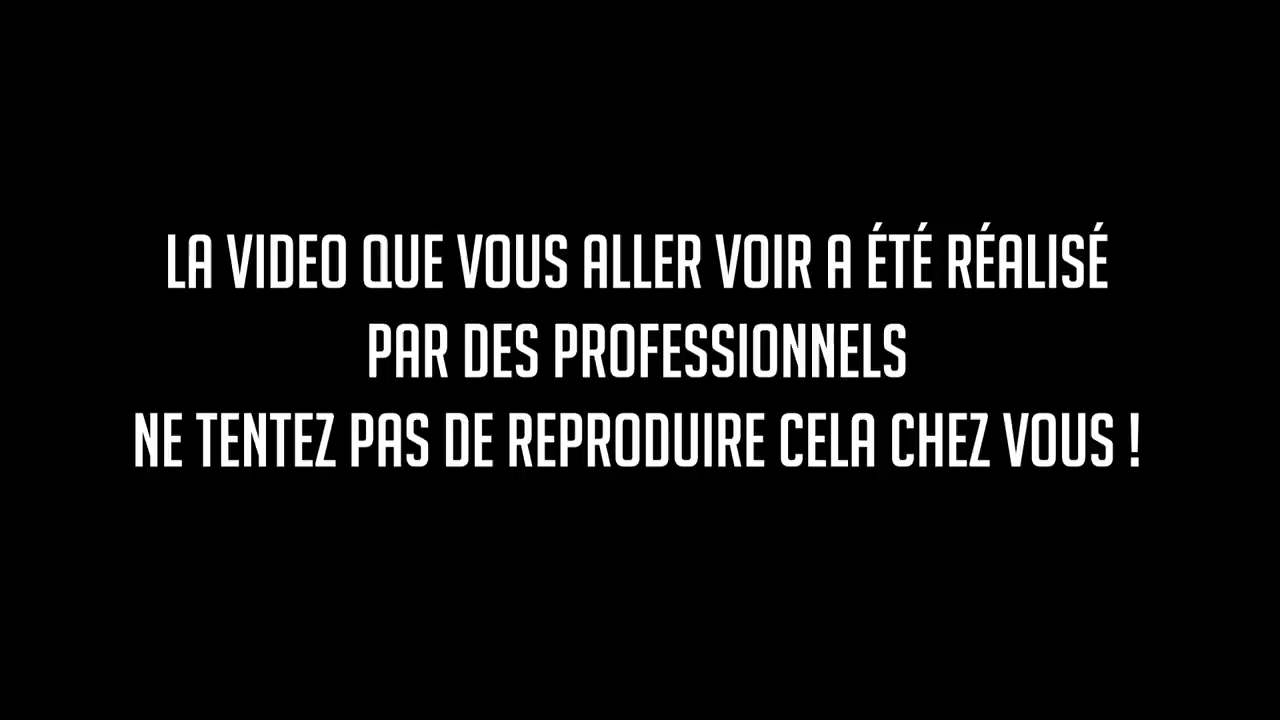 LA VIDEO QUE VOUS ALLER VOIR A ÉTÉ RÉALISÉ
PAR DES PROFESSIONNELS
NE TENTEZ PAS DE REPRODUIRE CELA CHEZ VOUS !